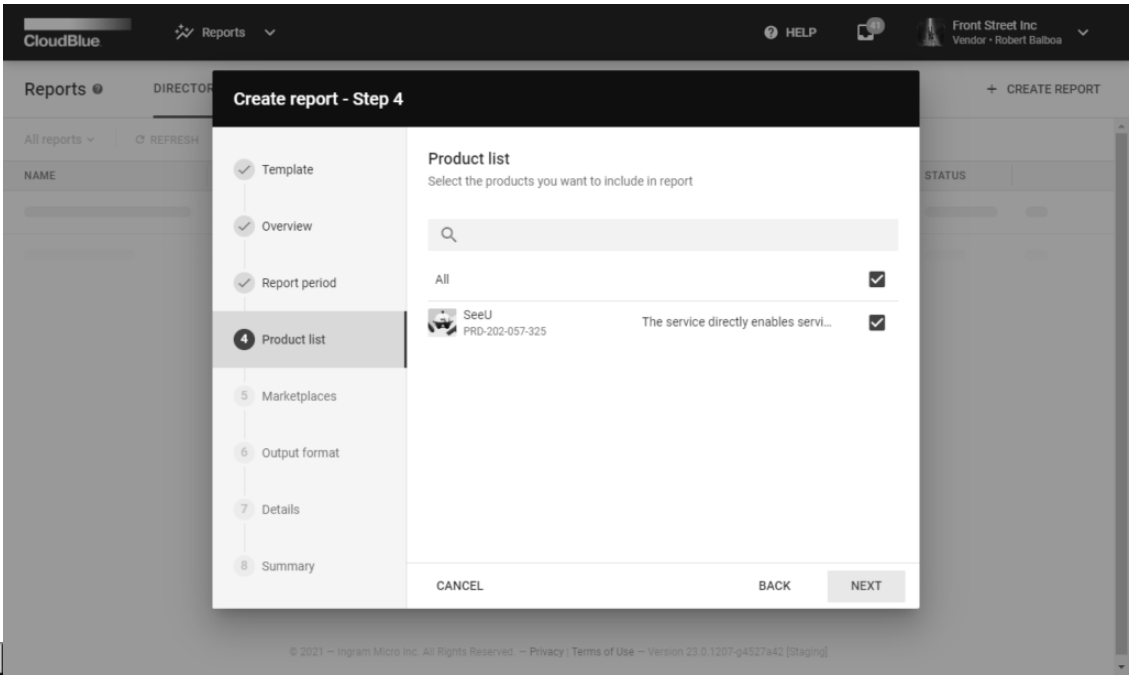 CloudBlue
Reports
HELP
41
Front Street Inc
Vendor • Robert Balboa
Reports
DIRECTOR
+ CREATE REPORT
All reports
REFRESH
NAME
STATUS
Create report - Step 4
Template
Overview
Report period
4 Product list
5 Marketplaces
6 Output format
7 Details
8 Summary
Product list
Select the products you want to include in report
All
SeeU
PRD-202-057-325
The service directly enables servi...
CANCEL
BACK
NEXT
© 2021 – Ingram Micro Inc. All Rights Reserved. – Privacy | Terms of Use – Version 23.0.1207-g4527a42 [Staging]